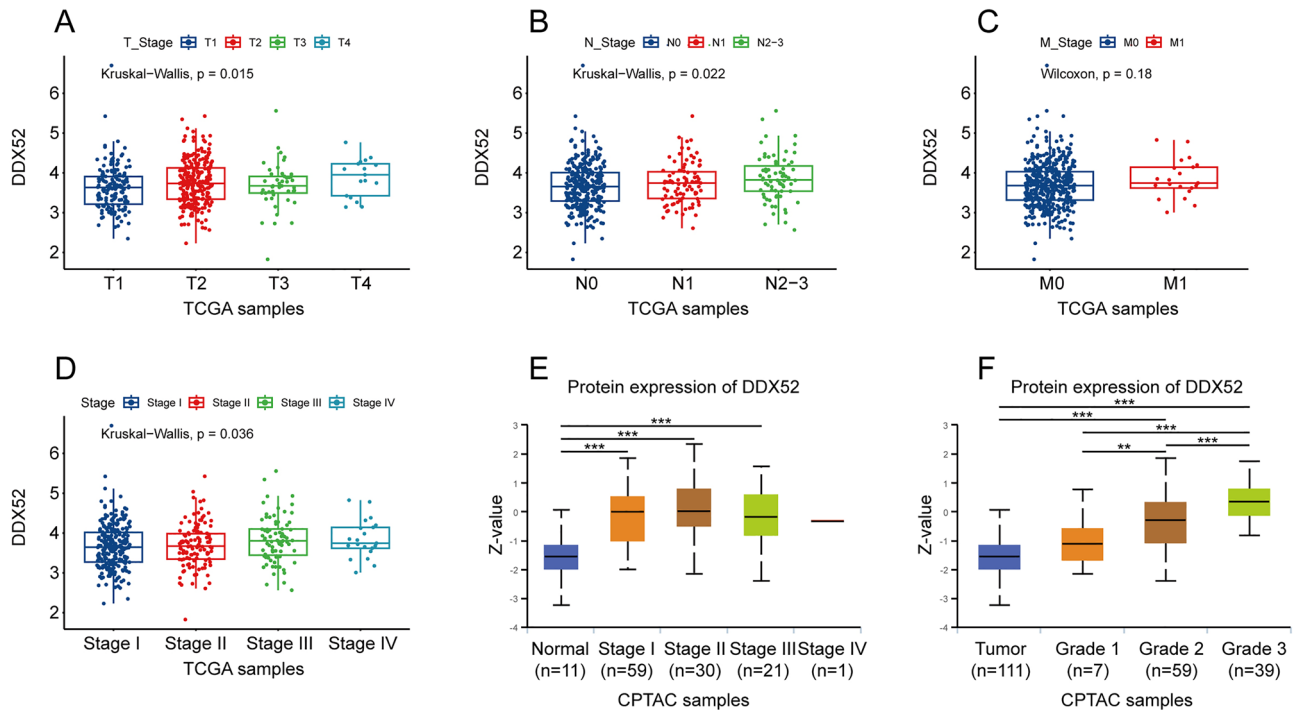 A
T_Stage T1 T2 T3 T4
Kruskal−Wallis, p = 0.015
DDX52
6
5
4
3
2
T1 T2 T3 T4
TCGA samples
B
N_Stage N0 N1 N2−3
Kruskal−Wallis, p = 0.022
DDX52
6
5
4
3
2
N0 N1 N2−3
TCGA samples
C
M_Stage M0 M1
Wilcoxon, p = 0.18
DDX52
6
5
4
3
2
M0 M1
TCGA samples
D
Stage Stage I Stage II Stage III Stage IV
Kruskal−Wallis, p = 0.036
DDX52
6
5
4
3
2
Stage I Stage II Stage III Stage IV
TCGA samples
E
Protein expression of DDX52
***
***
***
Z-value
3
2
1
0
-1
-2
-3
-4
Normal Stage I Stage II Stage III Stage IV
(n=11) (n=59) (n=30) (n=21) (n=1)
CPTAC samples
F
Protein expression of DDX52
***
***
***
** ***
Z-value
3
2
1
0
-1
-2
-3
-4
Tumor Grade 1 Grade 2 Grade 3
(n=111) (n=7) (n=59) (n=39)
CPTAC samples